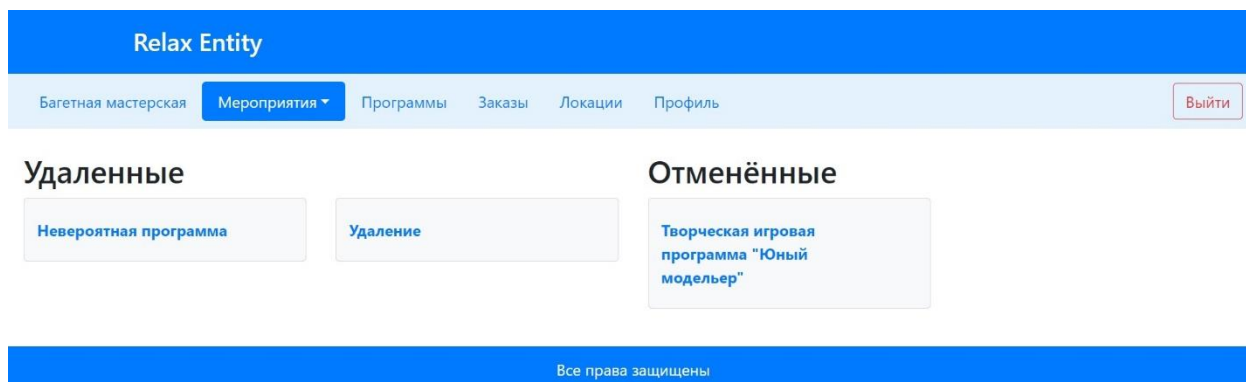 Relax Entity
Багетная мастерская Мероприятия Программы Заказы Локации Профиль Выйти
Удаленные
Невероятная программа
Удаление
Отменённые
Творческая игровая
программа "Юный
модельер"
Все права защищены